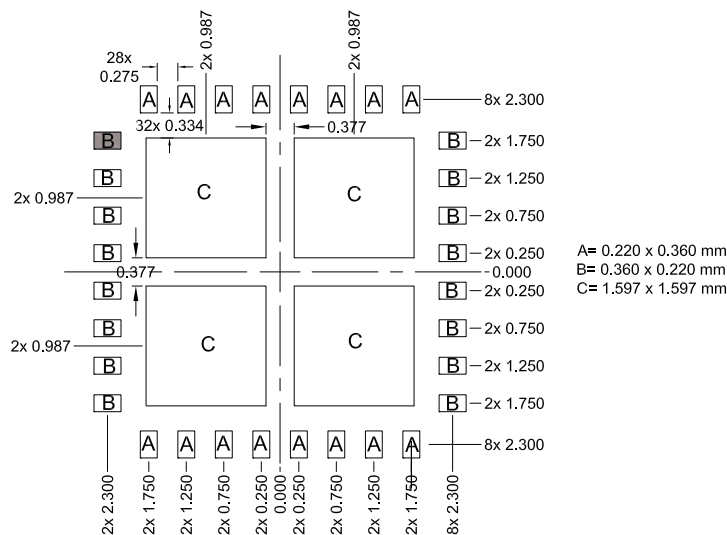 28x
0.275
2x 0.987
2x 0.987
A A A A A A A A
8x 2.300
32x 0.334
0.377
B
B
2x 1.750
B
B
2x 1.250
2x 0.987
C
C
B
B
2x 0.750
B
B
2x 0.250
A= 0.220 x 0.360 mm
0.377
0.000
B= 0.360 x 0.220 mm
B
B
2x 0.250
C= 1.597 x 1.597 mm
B
B
2x 0.750
2x 0.987
C
C
B
B
2x 1.250
B
B
2x 1.750
A A A A A A A A
8x 2.300
2x 2.300
2x 1.750
2x 1.250
2x 0.750
2x 0.250
0.000
2x 0.250
2x 0.750
2x 1.250
2x 1.750
8x 2.300